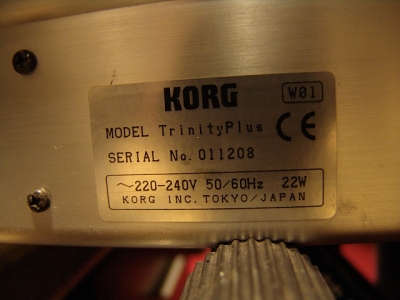 KORG W01
MODEL TrinityPlus CE
SERIAL No. 011208
~220-240V 50/60Hz 22W
KORG INC. TOKYO/JAPAN